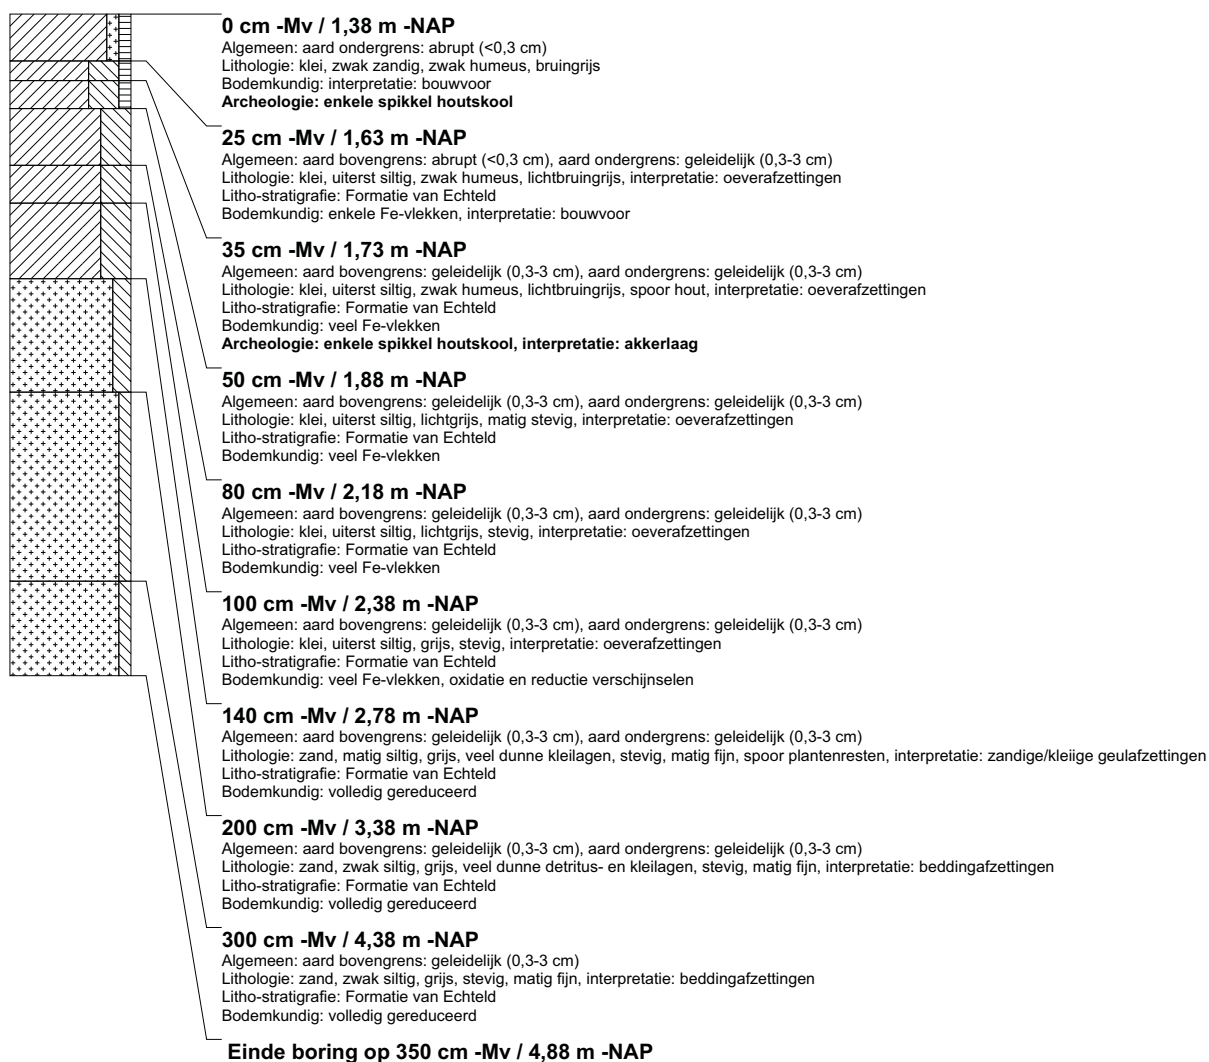 0 cm -Mv / 1,38 m -NAP
Algemeen: aard ondergrens: abrupt (<0,3 cm)
Lithologie: klei, zwak zandig, zwak humeus, bruingrijs
Bodemkundig: interpretatie: bouwvoor
Archeologie: enkele spikkel houtskool
25 cm -Mv / 1,63 m -NAP
Algemeen: aard bovengrens: abrupt (<0,3 cm), aard ondergrens: geleidelijk (0,3-3 cm)
Lithologie: klei, uiterst siltig, zwak humeus, lichtbruingrijs, interpretatie: oeverafzettingen
Litho-stratigrafie: Formatie van Echteld
Bodemkundig: enkele Fe-vlekken, interpretatie: bouwvoor
35 cm -Mv / 1,73 m -NAP
Algemeen: aard bovengrens: geleidelijk (0,3-3 cm), aard ondergrens: geleidelijk (0,3-3 cm)
Lithologie: klei, uiterst siltig, zwak humeus, lichtbruingrijs, spoor hout, interpretatie: oeverafzettingen
Litho-stratigrafie: Formatie van Echteld
Bodemkundig: veel Fe-vlekken
Archeologie: enkele spikkel houtskool, interpretatie: akkerlaag
50 cm -Mv / 1,88 m -NAP
Algemeen: aard bovengrens: geleidelijk (0,3-3 cm), aard ondergrens: geleidelijk (0,3-3 cm)
Lithologie: klei, uiterst siltig, lichtgrijs, matig stevig, interpretatie: oeverafzettingen
Litho-stratigrafie: Formatie van Echteld
Bodemkundig: veel Fe-vlekken
80 cm -Mv / 2,18 m -NAP
Algemeen: aard bovengrens: geleidelijk (0,3-3 cm), aard ondergrens: geleidelijk (0,3-3 cm)
Lithologie: klei, uiterst siltig, lichtgrijs, stevig, interpretatie: oeverafzettingen
Litho-stratigrafie: Formatie van Echteld
Bodemkundig: veel Fe-vlekken
100 cm -Mv / 2,38 m -NAP
Algemeen: aard bovengrens: geleidelijk (0,3-3 cm), aard ondergrens: geleidelijk (0,3-3 cm)
Lithologie: klei, uiterst siltig, grijs, stevig, interpretatie: oeverafzettingen
Litho-stratigrafie: Formatie van Echteld
Bodemkundig: veel Fe-vlekken, oxidatie en reductie verschijnselen
140 cm -Mv / 2,78 m -NAP
Algemeen: aard bovengrens: geleidelijk (0,3-3 cm), aard ondergrens: geleidelijk (0,3-3 cm)
Lithologie: zand, matig siltig, grijs, veel dunne kleilagen, stevig, matig fijn, spoor plantenresten, interpretatie: zandige/kleiige geulafzettingen
Litho-stratigrafie: Formatie van Echteld
Bodemkundig: volledig gereduceerd
200 cm -Mv / 3,38 m -NAP
Algemeen: aard bovengrens: geleidelijk (0,3-3 cm), aard ondergrens: geleidelijk (0,3-3 cm)
Lithologie: zand, zwak siltig, grijs, veel dunne detritus- en kleilagen, stevig, matig fijn, interpretatie: beddingafzettingen
Litho-stratigrafie: Formatie van Echteld
Bodemkundig: volledig gereduceerd
300 cm -Mv / 4,38 m -NAP
Algemeen: aard bovengrens: geleidelijk (0,3-3 cm)
Lithologie: zand, zwak siltig, grijs, stevig, matig fijn, interpretatie: beddingafzettingen
Litho-stratigrafie: Formatie van Echteld
Bodemkundig: volledig gereduceerd
Einde boring op 350 cm -Mv / 4,88 m -NAP